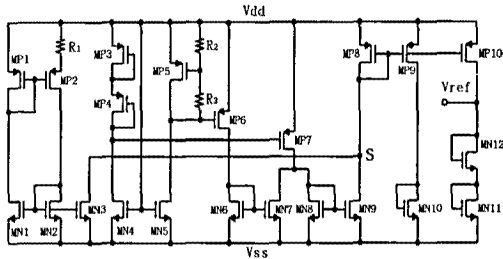 Vdd
MP1
R1
MP2
MP3
MP4
MP5
R2
R3
MP6
MP7
MP8
MP9
MP10
Vref
S
MN12
MN1
MN2
MN3
MN4
MN5
MN6
MN7
MN8
MN9
MN10
MN11
Vss